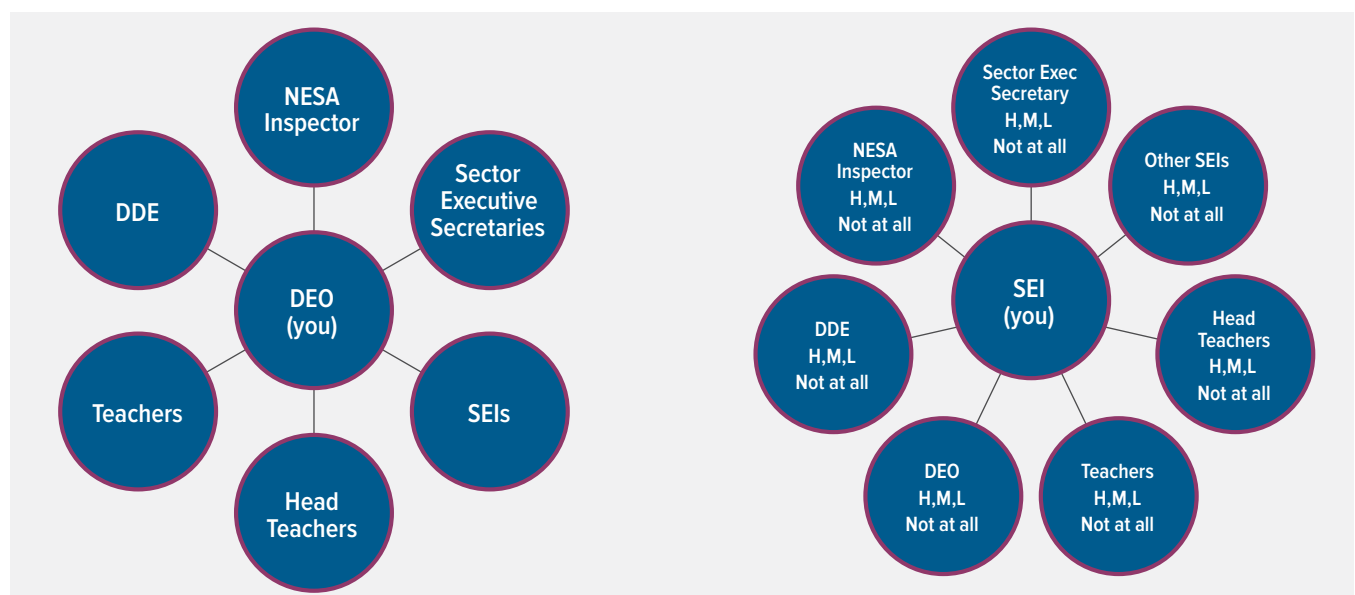 NESA
Inspector
Sector
Executive
Secretaries
DDE
DEO
(you)
Teachers
SEIs
Head
Teachers
Sector Exec
Secretary
H,M,L
Not at all
NESA
Inspector
H,M,L
Not at all
Other SEIs
H,M,L
Not at all
SEI
(you)
DDE
H,M,L
Not at all
Head
Teachers
H,M,L
Not at all
DEO
H,M,L
Not at all
Teachers
H,M,L
Not at all